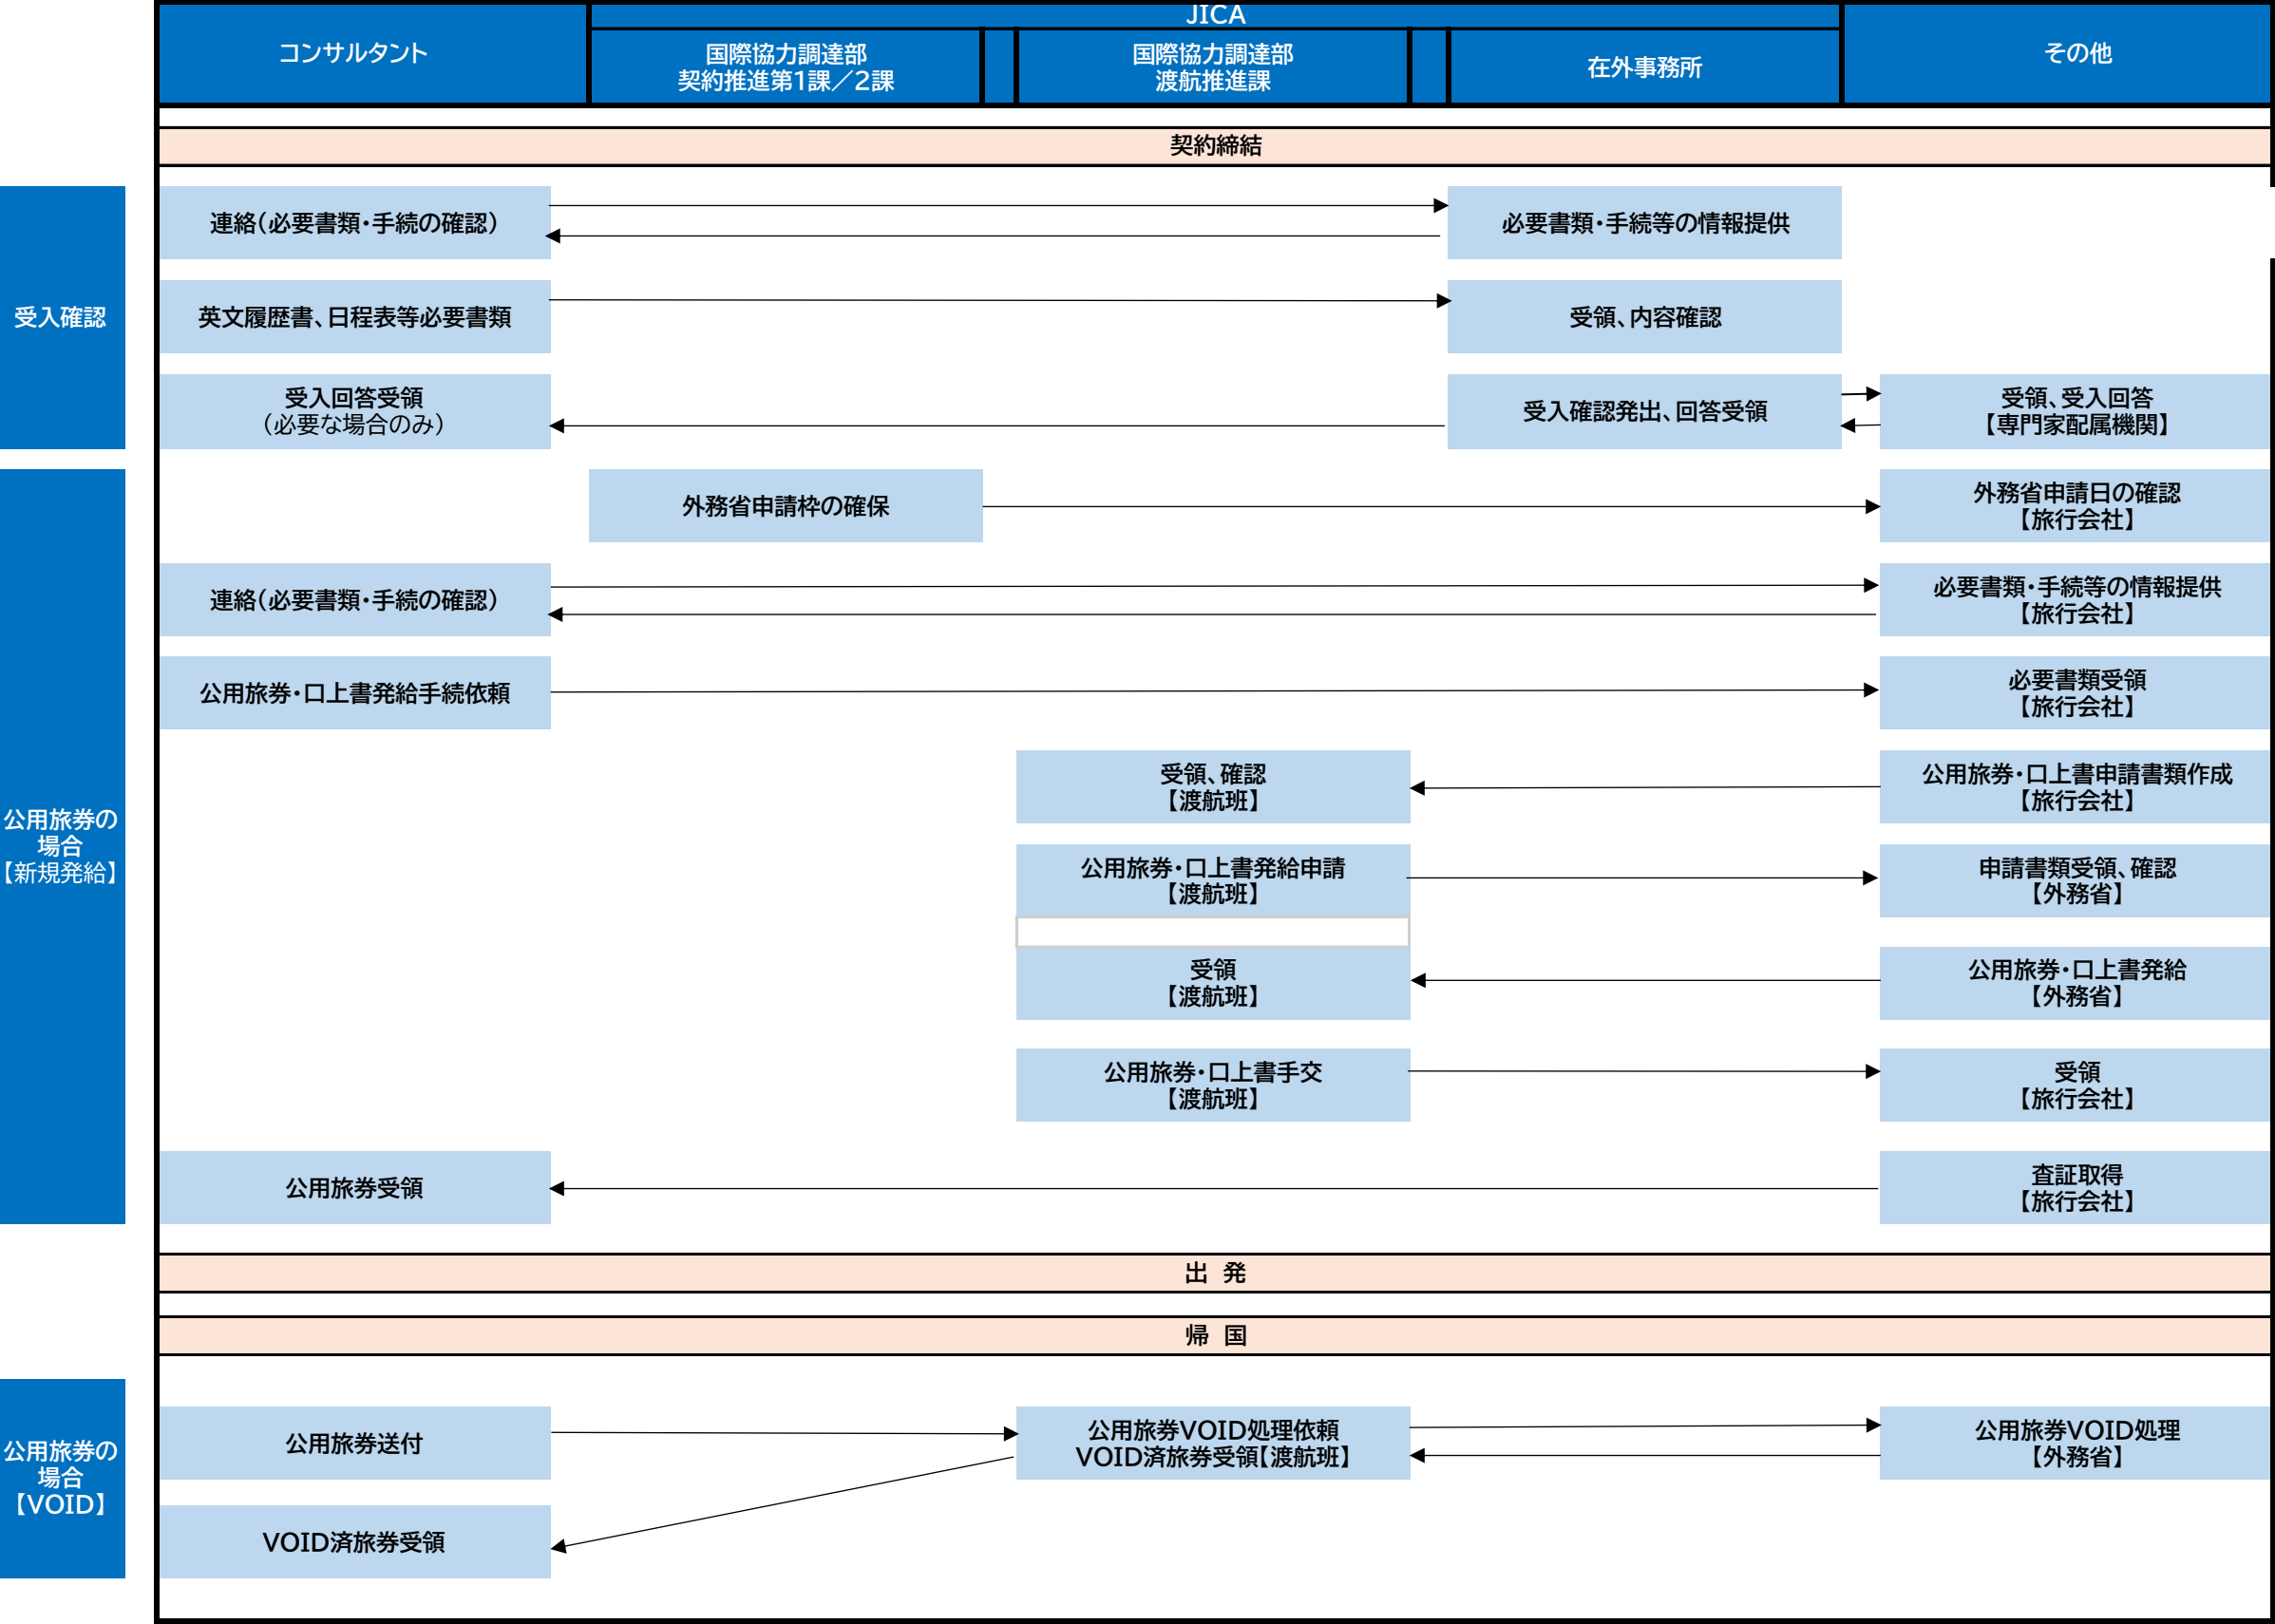 JICA
コンサルタント
国際協力調達部
契約推進第1課／2課
国際協力調達部
渡航推進課
在外事務所
その他
契約締結
受入確認
連絡（必要書類・手続の確認）
必要書類・手続等の情報提供
英文履歴書、日程表等必要書類
受領、内容確認
受入回答受領
（必要な場合のみ）
受入確認発出、回答受領
受領、受入回答
【専門家配属機関】
公用旅券の
場合
【新規発給】
外務省申請枠の確保
外務省申請日の確認
【旅行会社】
連絡（必要書類・手続の確認）
必要書類・手続等の情報提供
【旅行会社】
公用旅券・口上書発給手続依頼
必要書類受領
【旅行会社】
受領、確認
【渡航班】
公用旅券・口上書申請書類作成
【旅行会社】
公用旅券・口上書発給申請
【渡航班】
申請書類受領、確認
【外務省】
受領
【渡航班】
公用旅券・口上書発給
【外務省】
公用旅券・口上書手交
【渡航班】
受領
【旅行会社】
公用旅券受領
査証取得
【旅行会社】
出 発
帰 国
公用旅券の
場合
【VOID】
公用旅券送付
公用旅券VOID処理依頼
VOID済旅券受領【渡航班】
公用旅券VOID処理
【外務省】
VOID済旅券受領